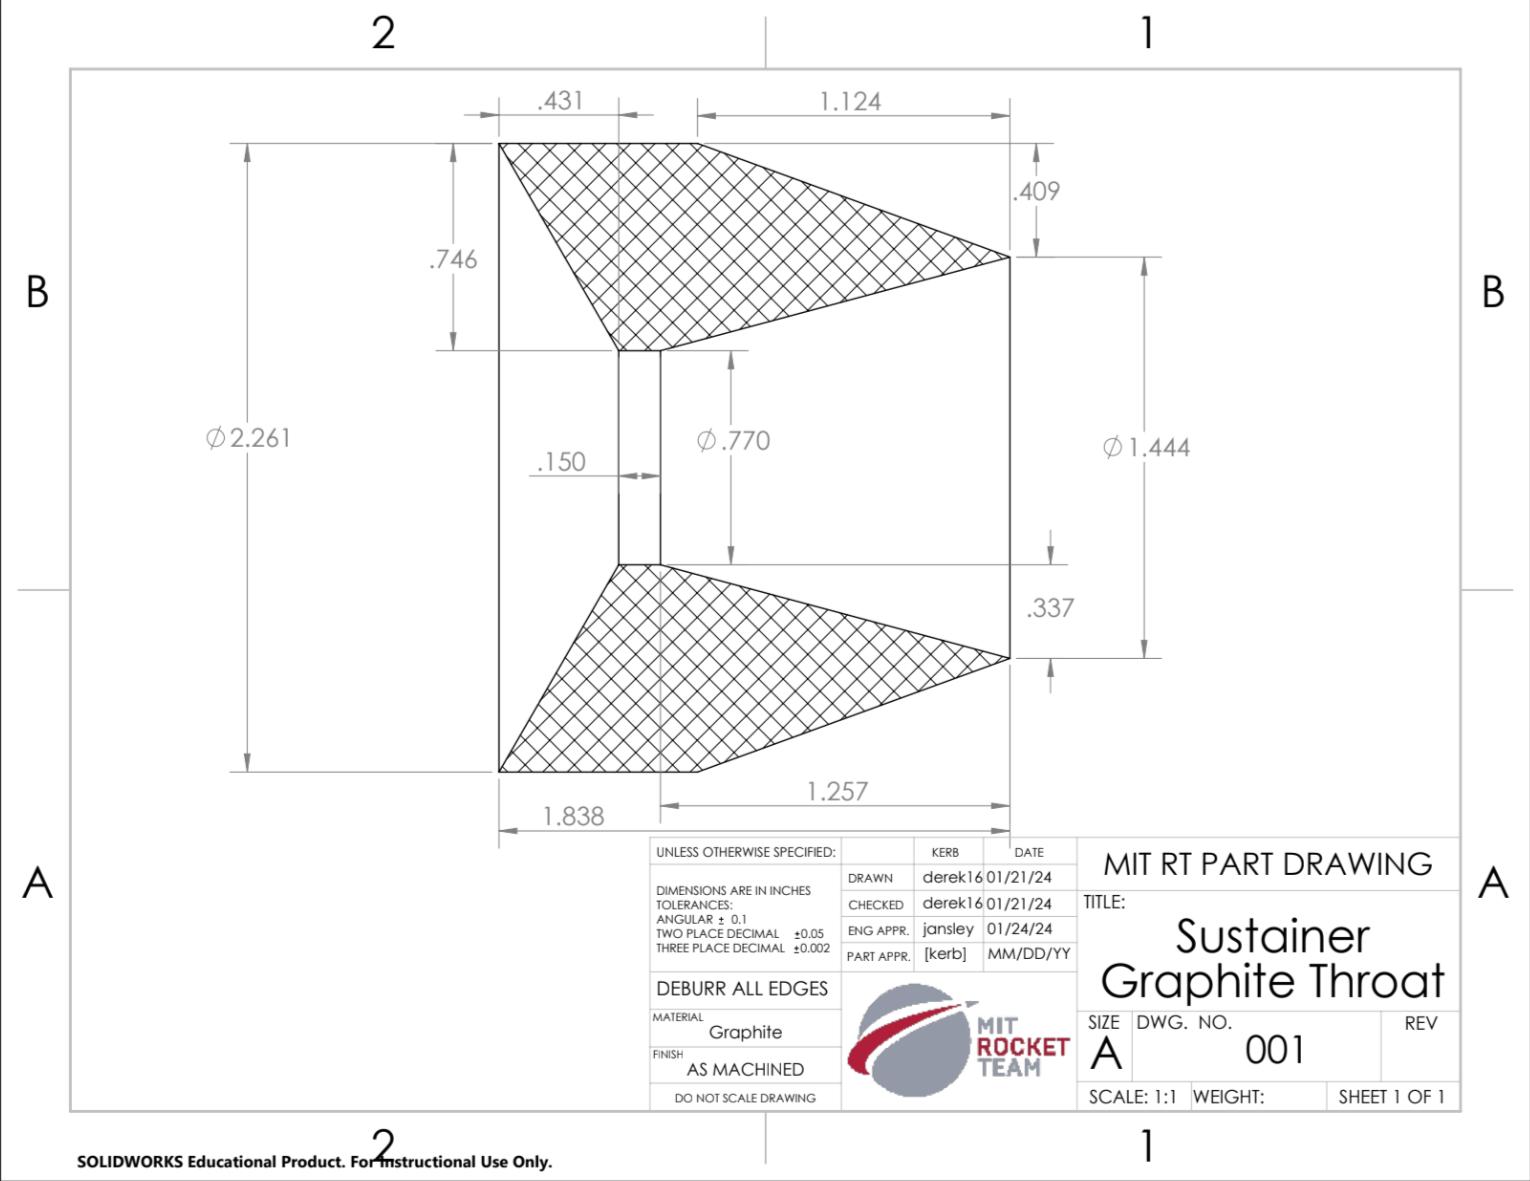 2 1
.431 1.124
.409
.746
B B
⌀2.261 ⌀.770 ⌀1.444
.150
.337
1.257
1.838
A A
UNLESS OTHERWISE SPECIFIED:
DIMENSIONS ARE IN INCHES
TOLERANCES:
ANGULAR ± 0.1
TWO PLACE DECIMAL ±0.05
THREE PLACE DECIMAL ±0.002
DEBURR ALL EDGES
MATERIAL
Graphite
FINISH
AS MACHINED
DO NOT SCALE DRAWING
KERB DATE
DRAWN derek16 01/21/24
CHECKED derek16 01/21/24
ENG APPR. jansley 01/24/24
PART APPR. [kerb] MM/DD/YY
MIT
ROCKET
TEAM
MIT RT PART DRAWING
TITLE:
Sustainer
Graphite Throat
SIZE DWG. NO. REV
A 001
SCALE: 1:1 WEIGHT: SHEET 1 OF 1
2 1
SOLIDWORKS Educational Product. For Instructional Use Only.